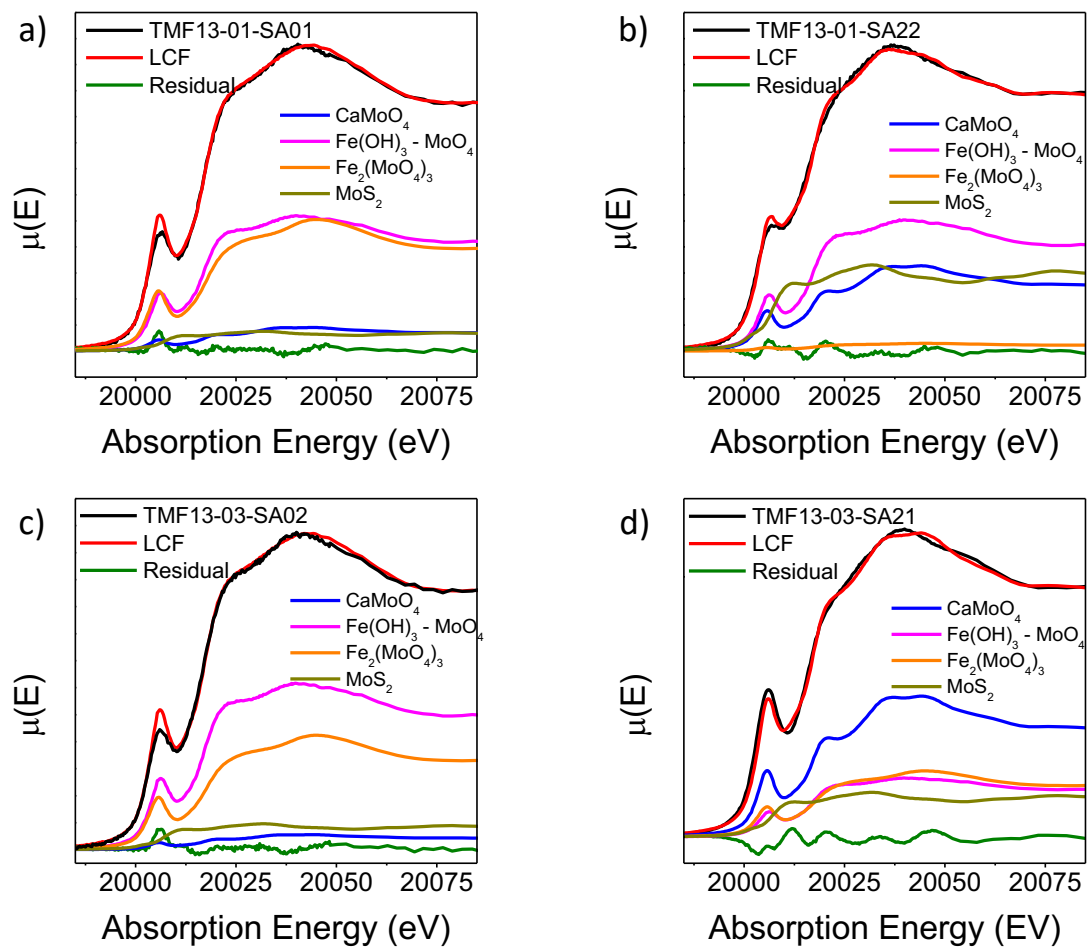 a)
TMF13-01-SA01
LCF
Residual
CaMoO₄
Fe(OH)₃ - MoO₄
Fe₂(MoO₄)₃
MoS₂
μ(E)
20000 20025 20050 20075
Absorption Energy (eV)
b)
TMF13-01-SA22
LCF
Residual
CaMoO₄
Fe(OH)₃ - MoO₄
Fe₂(MoO₄)₃
MoS₂
μ(E)
20000 20025 20050 20075
Absorption Energy (eV)
c)
TMF13-03-SA02
LCF
Residual
CaMoO₄
Fe(OH)₃ - MoO₄
Fe₂(MoO₄)₃
MoS₂
μ(E)
20000 20025 20050 20075
Absorption Energy (eV)
d)
TMF13-03-SA21
LCF
Residual
CaMoO₄
Fe(OH)₃ - MoO₄
Fe₂(MoO₄)₃
MoS₂
μ(E)
20000 20025 20050 20075
Absorption Energy (EV)